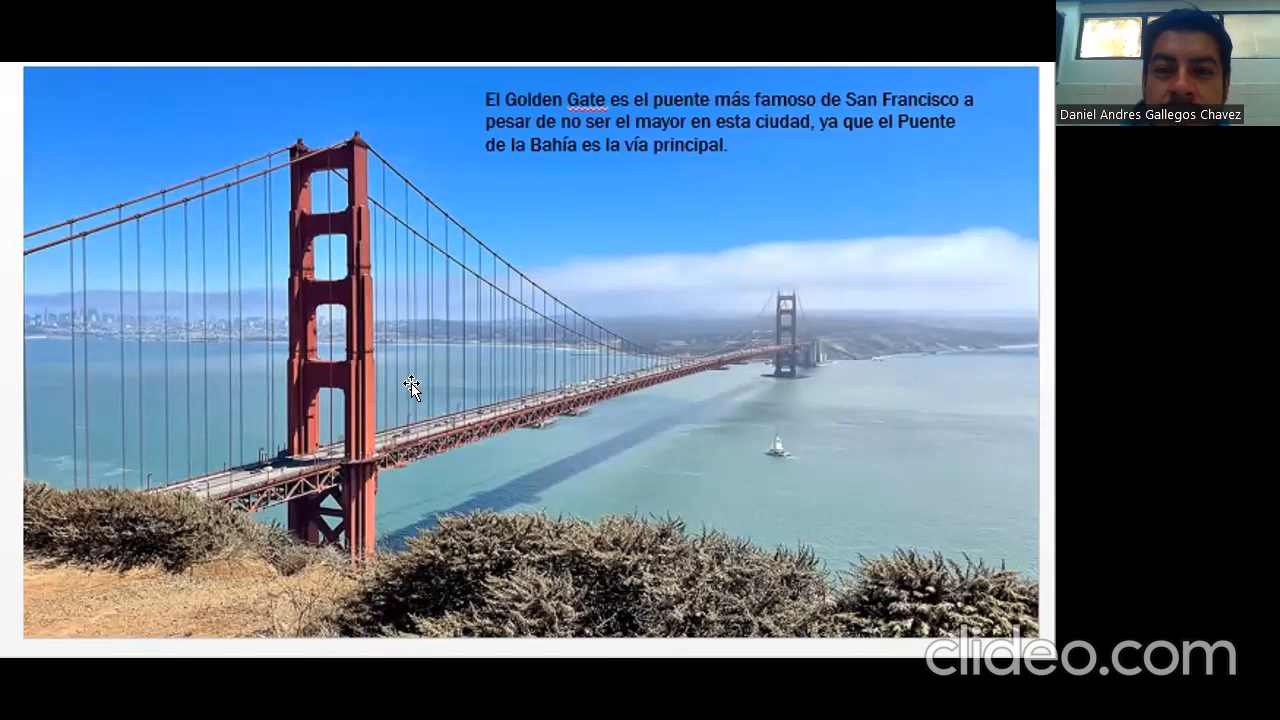 El Golden Gate es el puente más famoso de San Francisco a
pesar de no ser el mayor en esta ciudad, ya que el Puente
de la Bahía es la vía principal.
Daniel Andres Gallegos Chavez
clideo.com